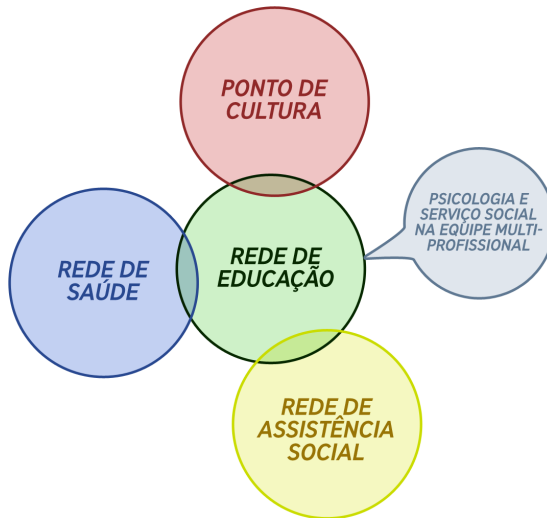 PONTO DE
CULTURA
PSICOLOGIA E
SERVIÇO SOCIAL
NA EQUIPE MULTI-
PROFISSIONAL
REDE DE
EDUCAÇÃO
REDE DE
SAÚDE
REDE DE
ASSISTÊNCIA
SOCIAL